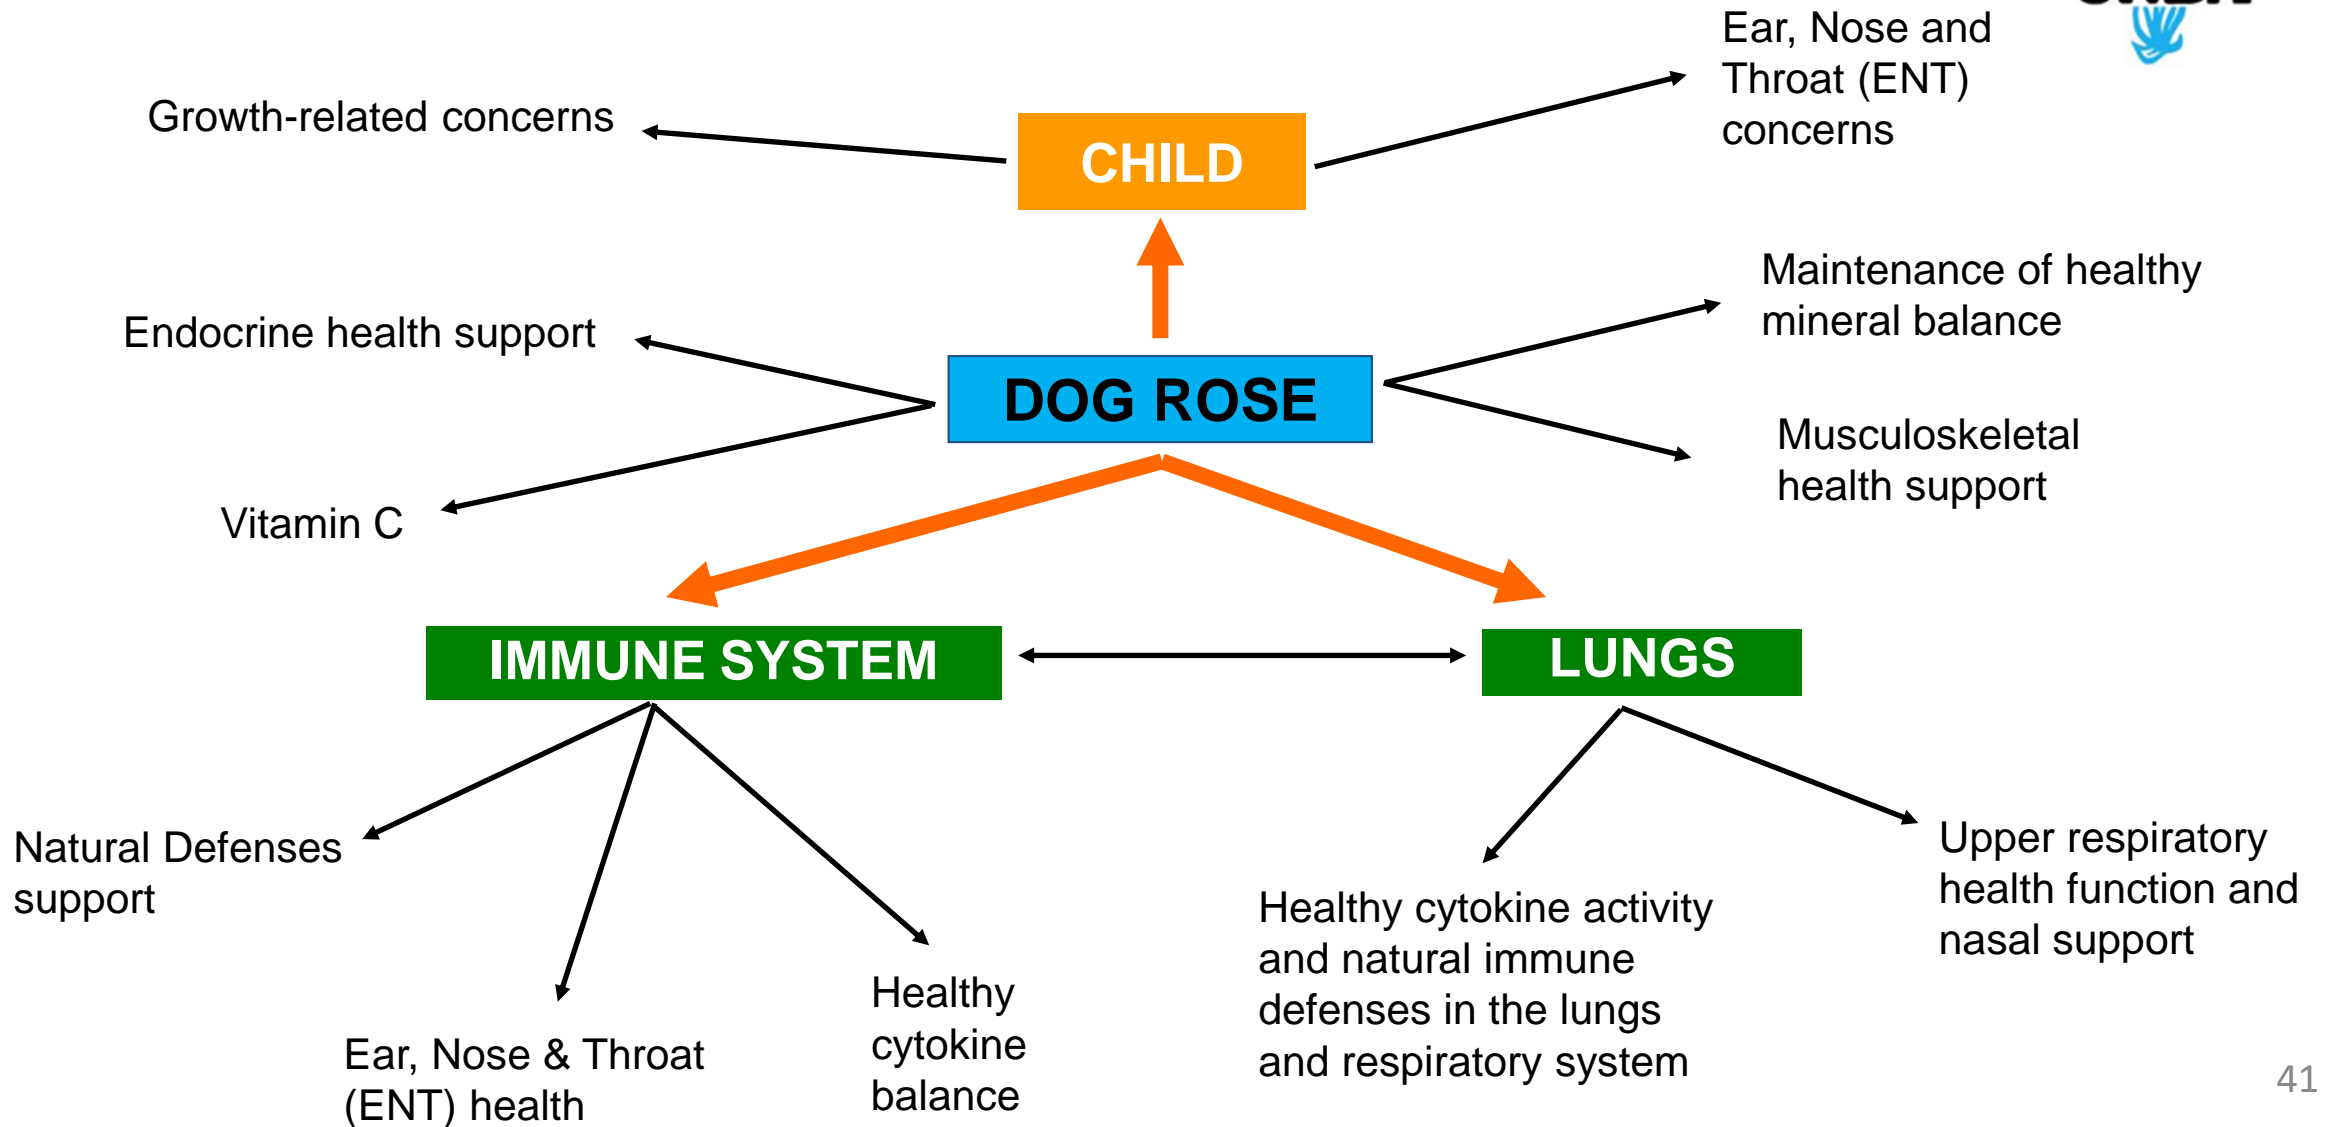 Ear, Nose and
Throat (ENT)
concerns
Growth-related concerns
CHILD
Maintenance of healthy
mineral balance
Endocrine health support
DOG ROSE
Musculoskeletal
health support
Vitamin C
IMMUNE SYSTEM
LUNGS
Natural Defenses
support
Upper respiratory
health function and
nasal support
Healthy cytokine activity
and natural immune
defenses in the lungs
and respiratory system
Healthy
cytokine
balance
Ear, Nose & Throat
(ENT) health
41